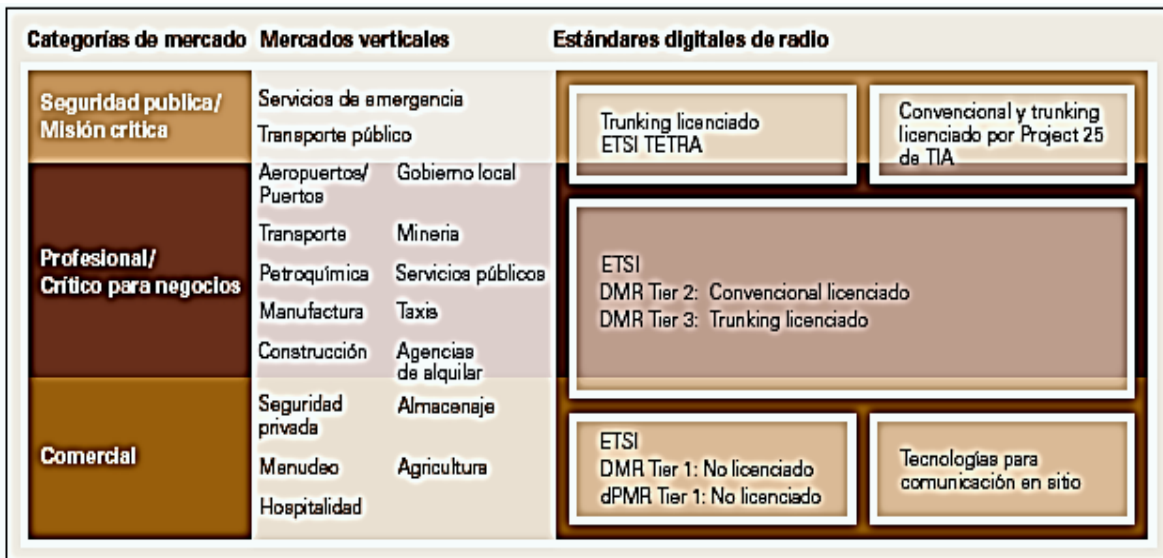 Categorías de mercado
Mercados verticales
Estándares digitales de radio
Seguridad publica/
Misión critica
Servicios de emergencia
Transporte público
Trunking licenciado
ETSI TETRA
Convencional y trunking
licenciado por Project 25
de TIA
Profesional/
Crítico para negocios
Aeropuertos/
Puertos
Gobierno local
Transporte
Mineria
Petroquímica
Servicios públicos
Manufactura
Taxis
Construcción
Agencias
de alquilar
ETSI
DMR Tier 2: Convencional licenciado
DMR Tier 3: Trunking licenciado
Comercial
Seguridad
privada
Almacenaje
Menudeo
Agricultura
Hospitalidad
ETSI
DMR Tier 1: No licenciado
dPMR Tier 1: No licenciado
Tecnologías para
comunicación en sitio